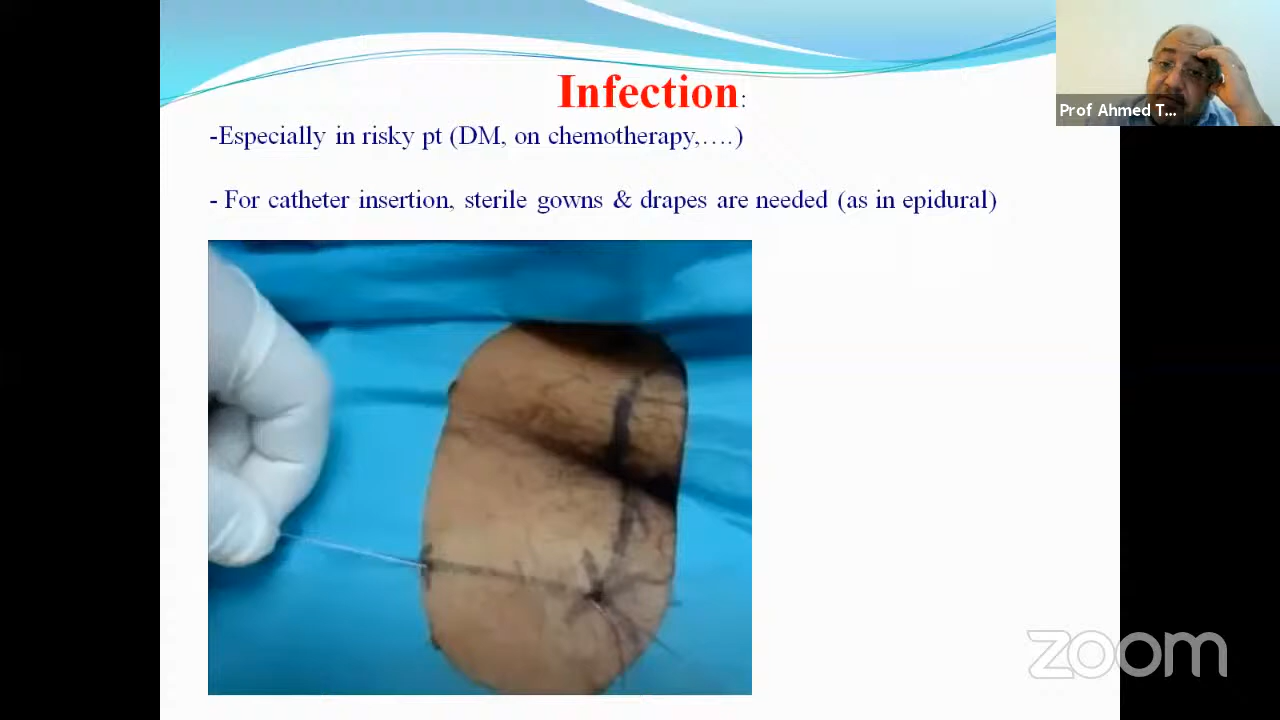 Infection:
-Especially in risky pt (DM, on chemotherapy,….)
- For catheter insertion, sterile gowns & drapes are needed (as in epidural)
Prof Ahmed T...
zoom